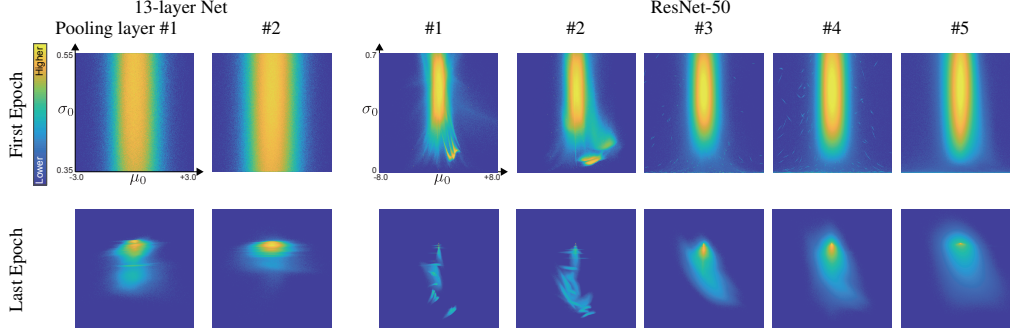 13-layer Net
ResNet-50
Pooling layer #1
#2
#1
#2
#3
#4
#5
First Epoch
Higher
Lower
0.55
σ0
0.35
-3.0
μ0
+3.0
0.7
σ0
0
-8.0
μ0
+8.0
Last Epoch